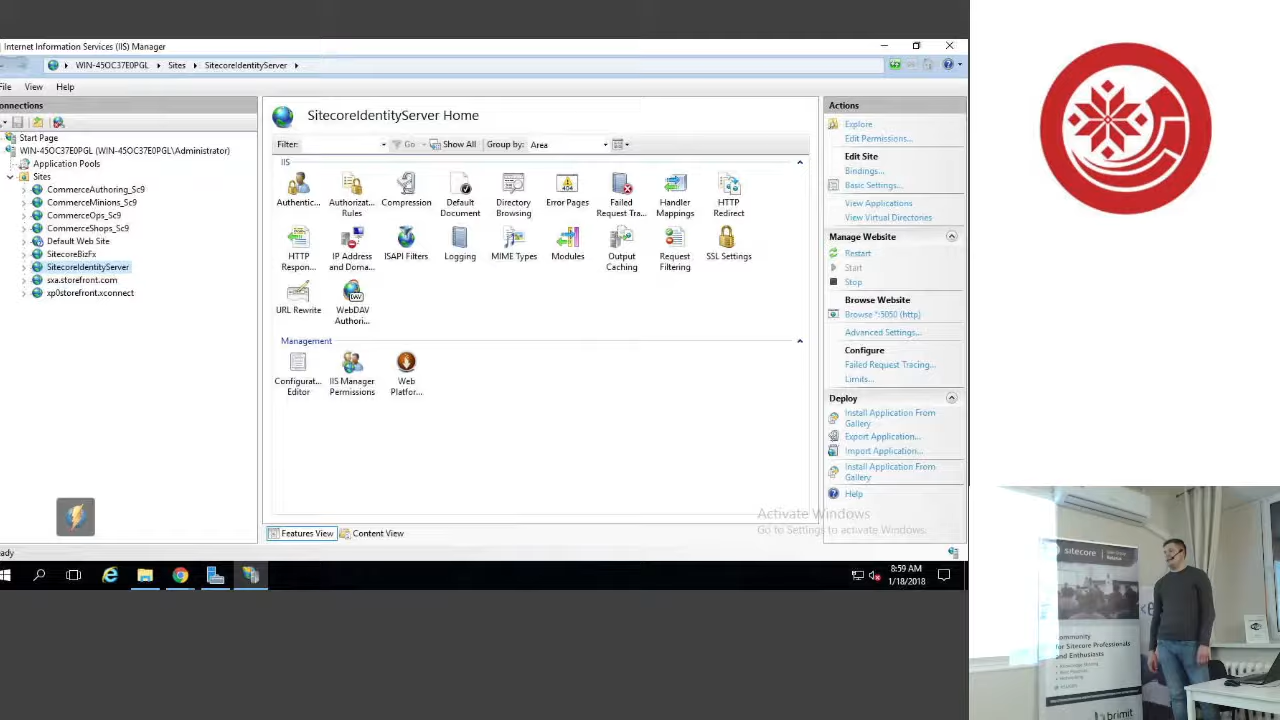 Internet Information Services (IIS) Manager
WIN-45OC37E0PGL
Sites
SitecoreIdentityServer
File View Help
Connections
Start Page
WIN-45OC37E0PGL (WIN-45OC37E0PGL\Administrator)
Application Pools
Sites
CommerceAuthoring_Sc9
CommerceMinions_Sc9
CommerceOps_Sc9
CommerceShops_Sc9
Default Web Site
SitecoreBizFx
SitecoreIdentityServer
sxa.storefront.com
xp0storefront.xconnect
SitecoreIdentityServer Home
Filter: Go Show All Group by: Area
IIS
Authentic...
Authorizat... Rules
Compression
Default Document
Directory Browsing
Error Pages
Failed Request Tra...
Handler Mappings
HTTP Redirect
HTTP Respon...
IP Address and Doma...
ISAPI Filters
Logging
MIME Types
Modules
Output Caching
Request Filtering
SSL Settings
URL Rewrite
WebDAV Authori...
Management
Configurat... Editor
IIS Manager Permissions
Web Platfor...
Features View
Content View
Actions
Explore
Edit Permissions...
Edit Site
Bindings...
Basic Settings...
View Applications
View Virtual Directories
Manage Website
Restart
Start
Stop
Browse Website
Browse *:5050 (http)
Advanced Settings...
Configure
Failed Request Tracing...
Limits...
Deploy
Install Application From
Gallery
Export Application...
Import Application...
Install Application From
Gallery
Help
Activate Windows
Go to Settings to activate Windows.
8:59 AM
1/18/2018
sitecore
Community
for Sitecore Professionals
and Enthusiasts
brimit